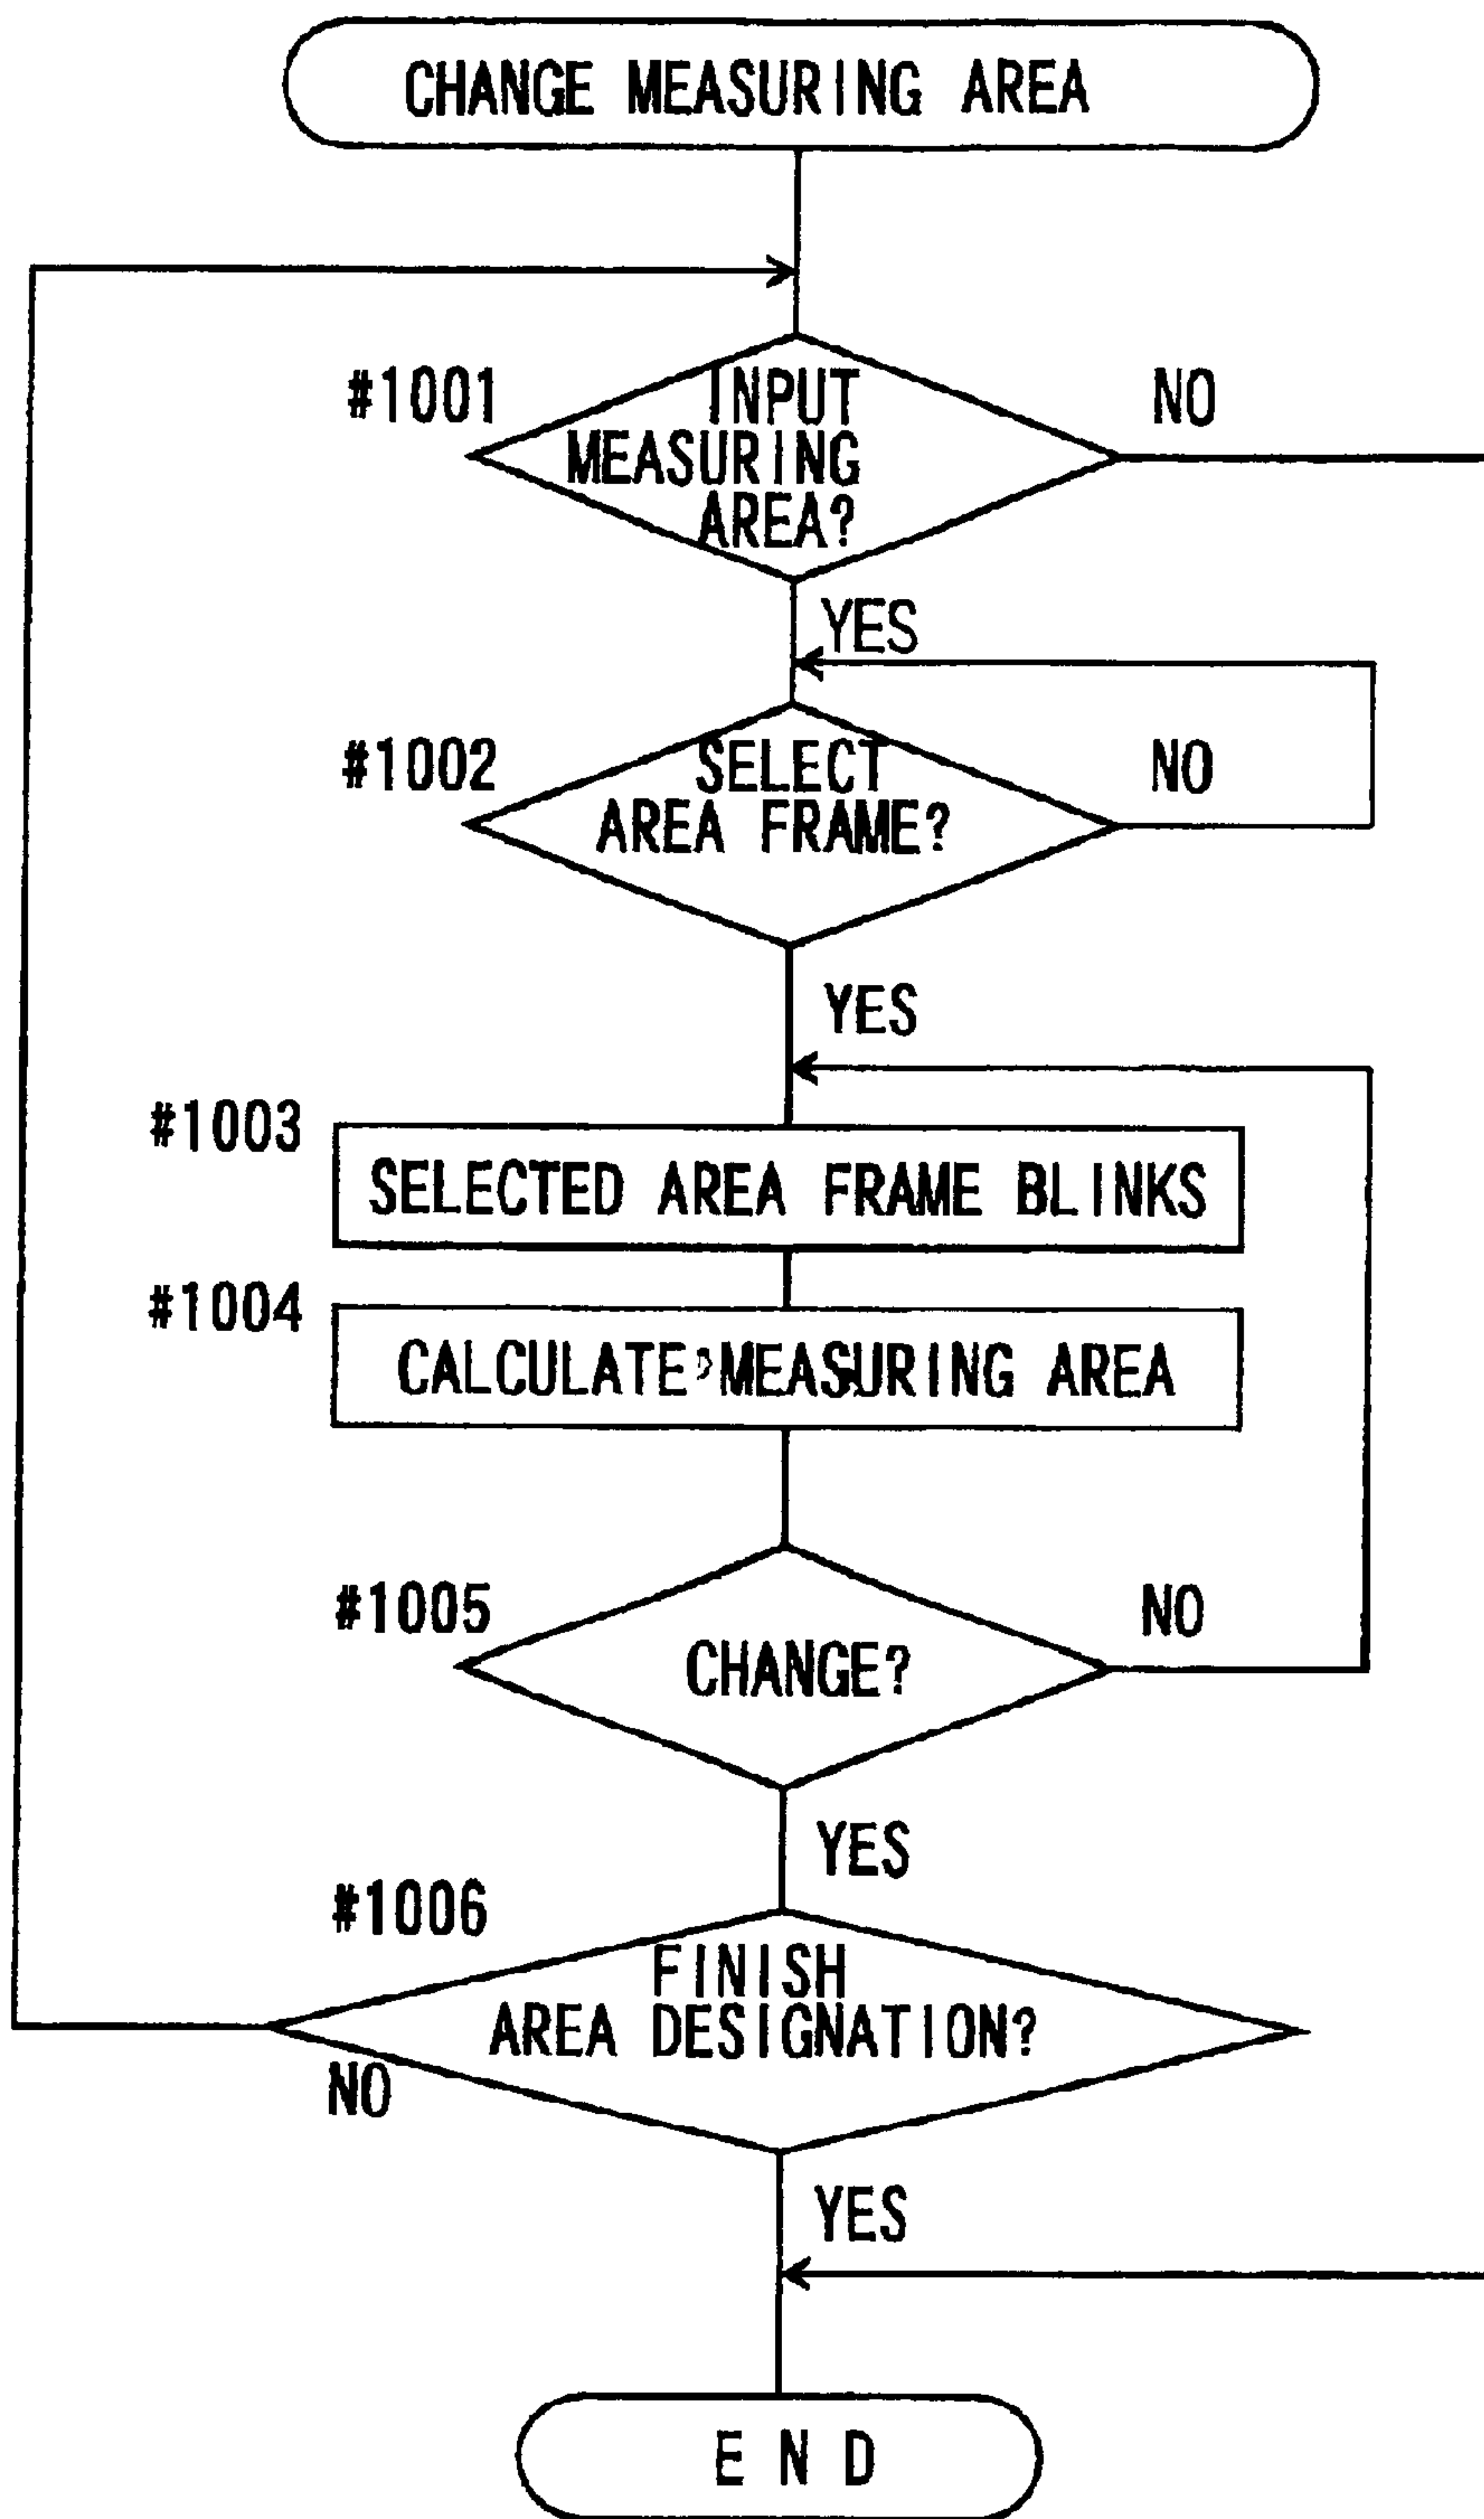 CHANGE MEASURING AREA
#1001
INPUT
MEASURING
AREA?
NO
YES
#1002
SELECT
AREA FRAME?
NO
YES
#1003
SELECTED AREA FRAME BLINKS
#1004
CALCULATE MEASURING AREA
#1005
CHANGE?
NO
YES
#1006
FINISH
AREA DESIGNATION?
NO
YES
END